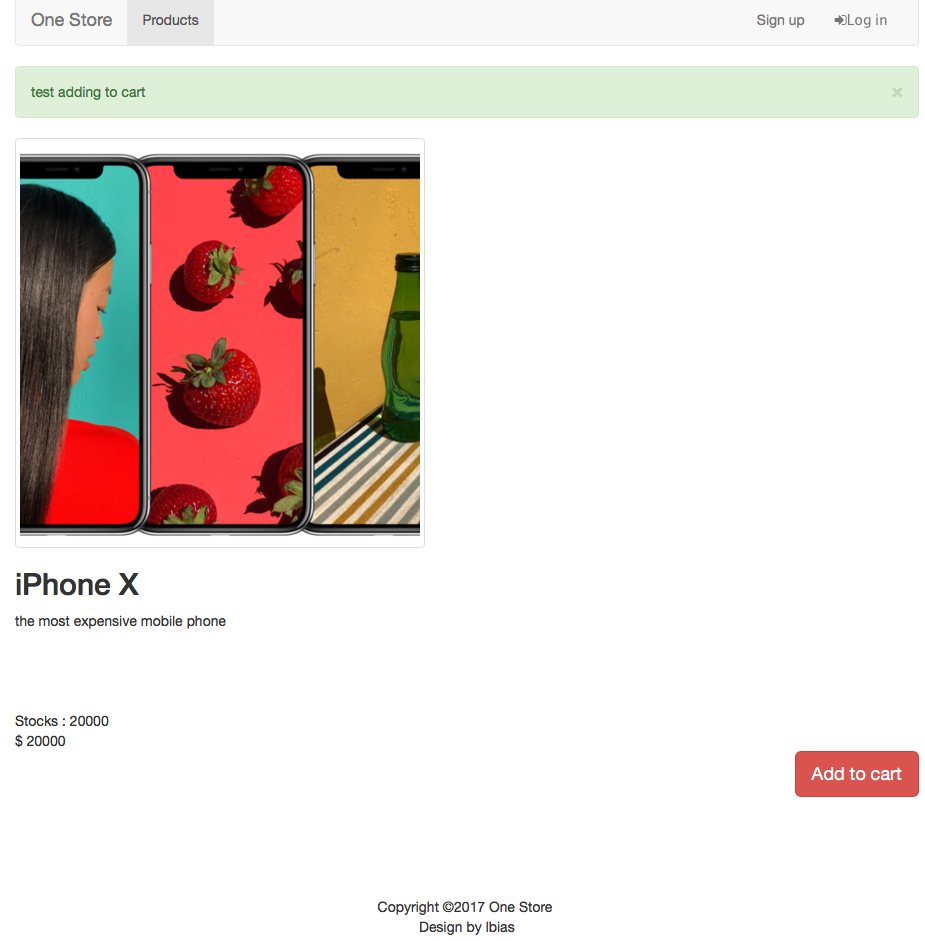 One Store Products Sign up Log in
test adding to cart ×
iPhone X
the most expensive mobile phone
Stocks : 20000
$ 20000
Add to cart
Copyright ©2017 One Store
Design by lbias